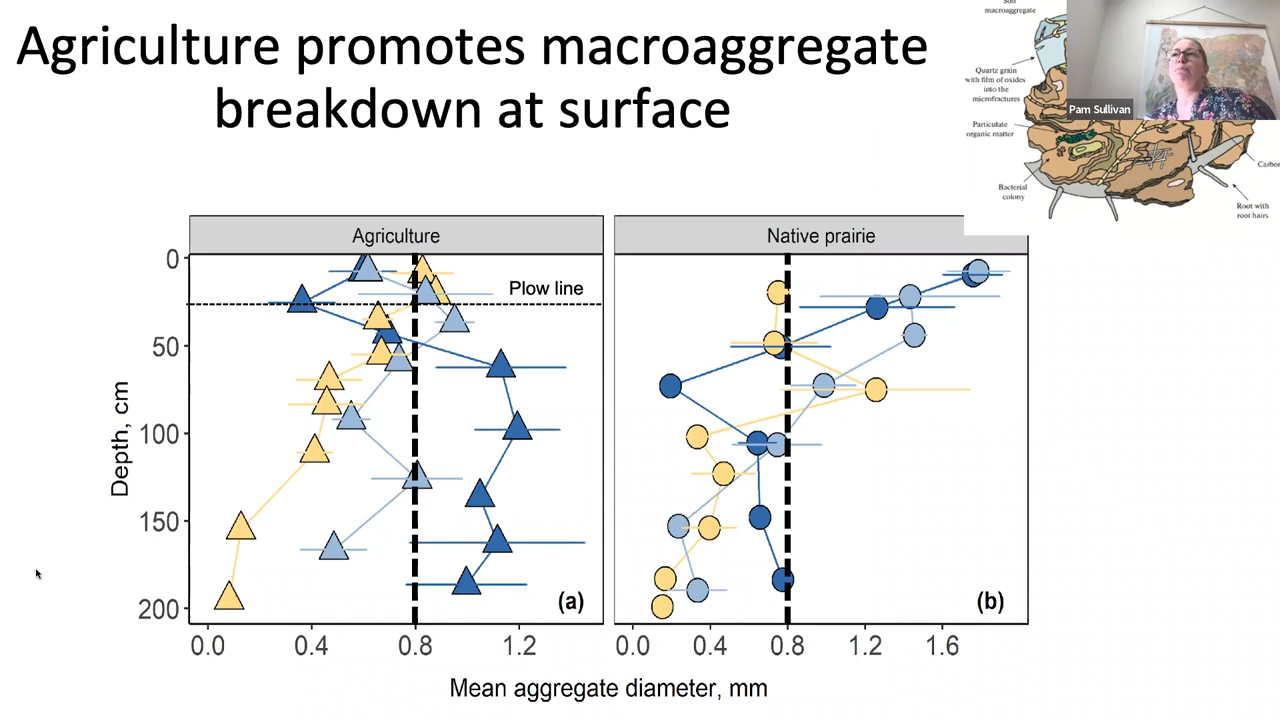 Agriculture promotes macroaggregate
breakdown at surface
macroaggregate
Quartz grain
with film of oxides
into the
microfractures
Particulate
organic matter
Bacterial
colony
Root with
root hairs
Pam Sullivan
Agriculture
Native prairie
Plow line
Depth, cm
0
50
100
150
200
(a)
(b)
0.0 0.4 0.8 1.2
0.0 0.4 0.8 1.2 1.6
Mean aggregate diameter, mm